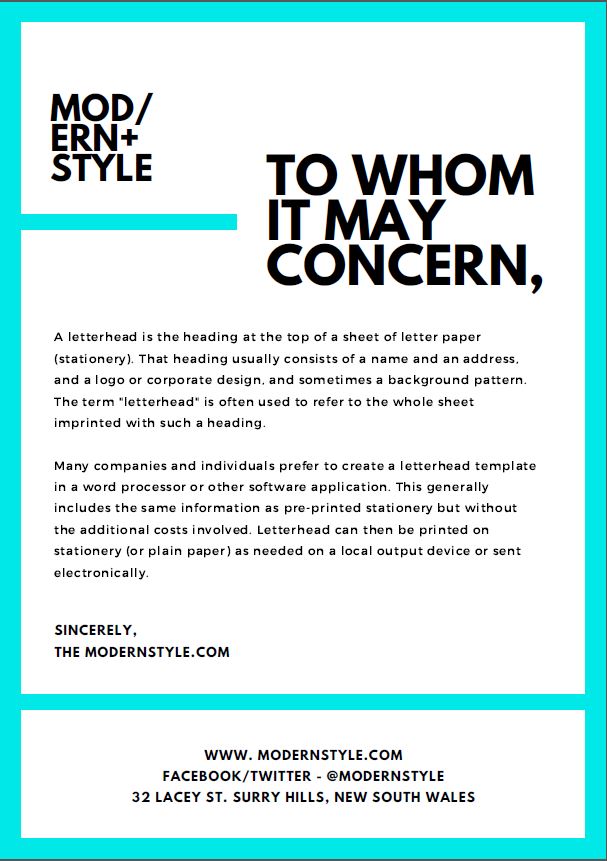 MOD/
ERN+
STYLE
TO WHOM
IT MAY
CONCERN,
A letterhead is the heading at the top of a sheet of letter paper
(stationery). That heading usually consists of a name and an address,
and a logo or corporate design, and sometimes a background pattern.
The term "letterhead" is often used to refer to the whole sheet
imprinted with such a heading.
Many companies and individuals prefer to create a letterhead template
in a word processor or other software application. This generally
includes the same information as pre-printed stationery but without
the additional costs involved. Letterhead can then be printed on
stationery (or plain paper) as needed on a local output device or sent
electronically.
SINCERELY,
THE MODERNSTYLE.COM
WWW. MODERNSTYLE.COM
FACEBOOK/TWITTER - @MODERNSTYLE
32 LACEY ST. SURRY HILLS, NEW SOUTH WALES